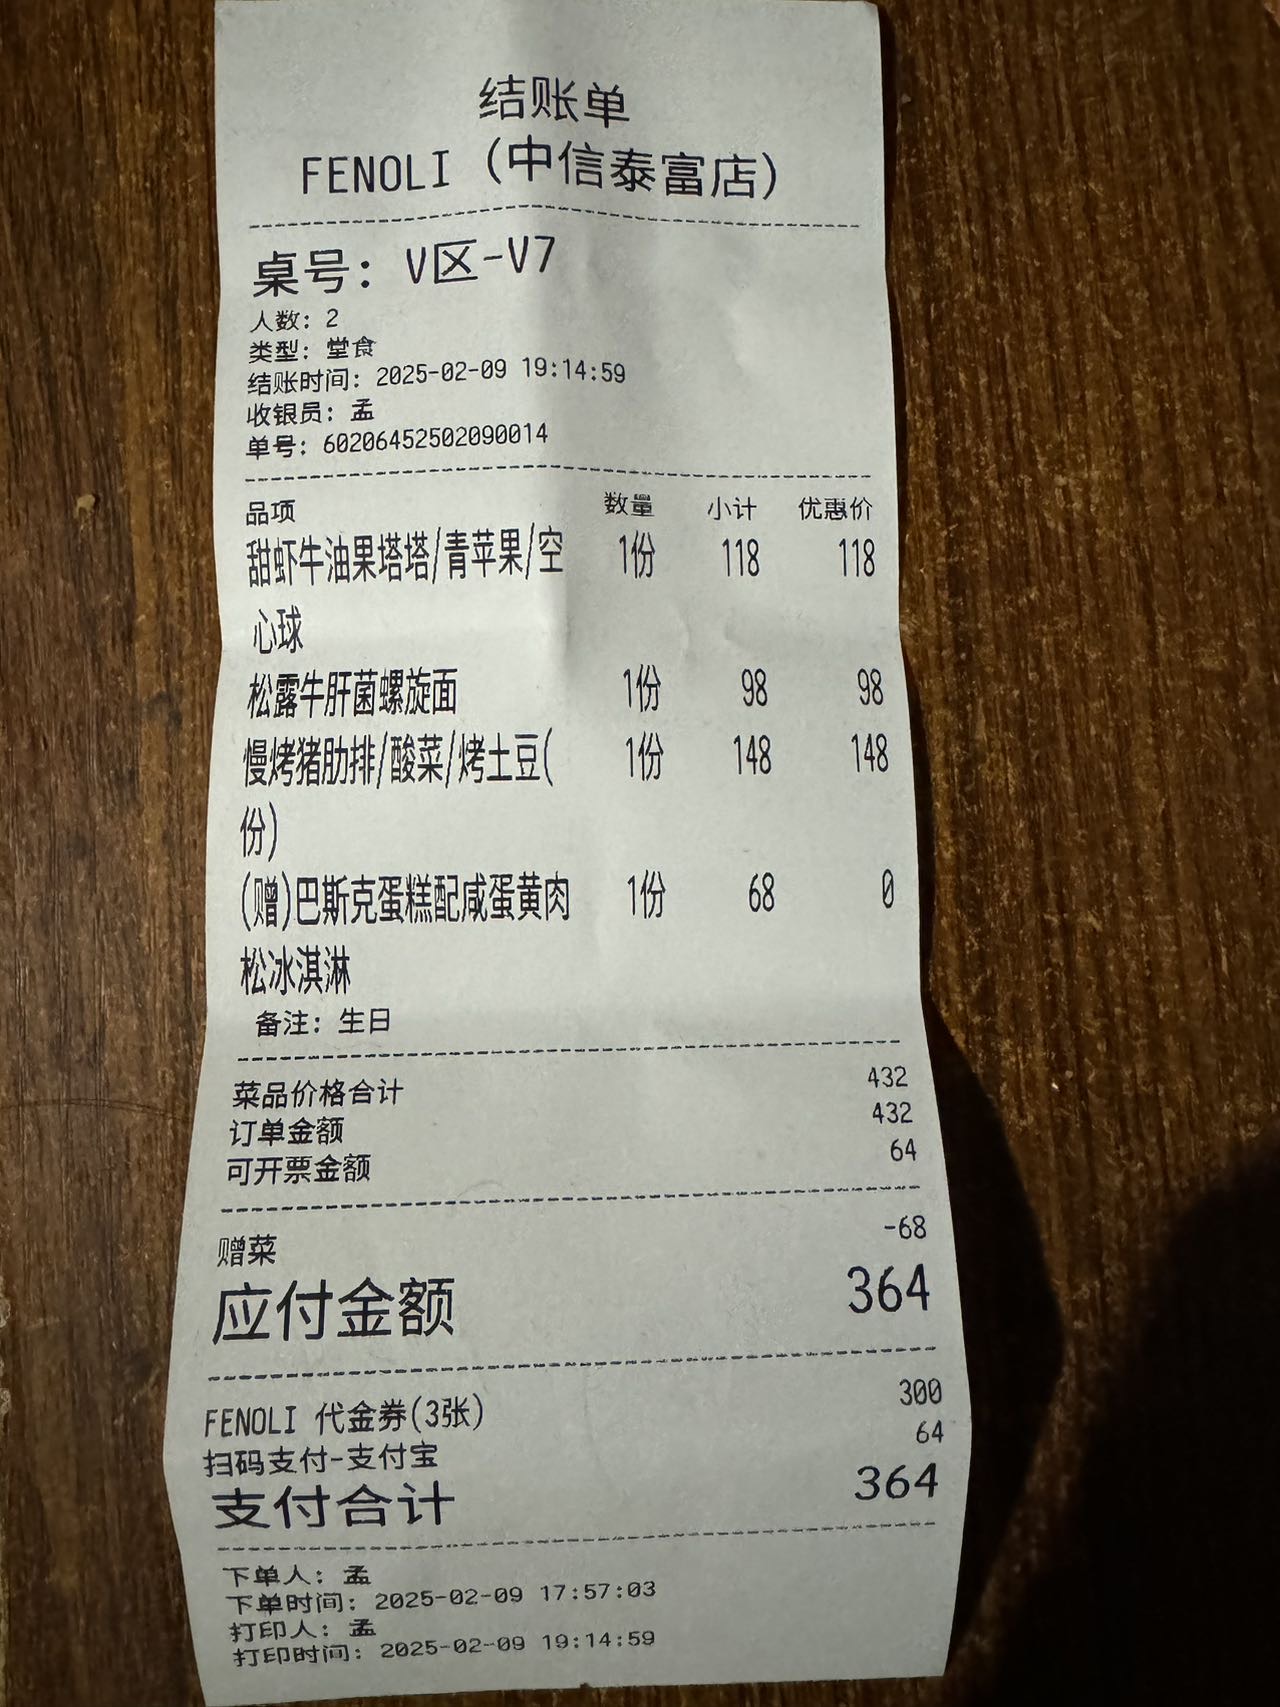 结账单
FENOLI（中信泰富店）
桌号：V区-V7
人数：2
类型：堂食
结账时间：2025-02-09 19:14:59
收银员：孟
单号：60206452502090014
品项 数量 小计 优惠价
甜虾牛油果塔塔/青苹果/空 1份 118 118
心球
松露牛肝菌螺旋面 1份 98 98
慢烤猪肋排/酸菜/烤土豆( 1份 148 148
份)
(赠)巴斯克蛋糕配咸蛋黄肉 1份 68 0
松冰淇淋
备注：生日
菜品价格合计 432
订单金额 432
可开票金额 64
赠菜 -68
应付金额 364
FENOLI 代金券(3张) 300
扫码支付-支付宝 64
支付合计 364
下单人：孟
下单时间：2025-02-09 17:57:03
打印人：孟
打印时间：2025-02-09 19:14:59